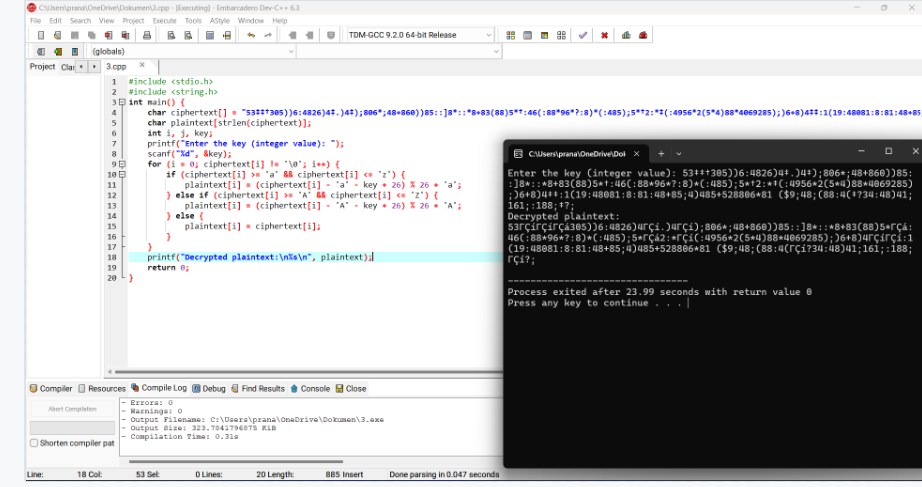 C:\Users\prana\OneDrive\Dokumen\3.cpp - [Executing] - Embarcadero Dev-C++ 6.3
File Edit Search View Project Execute Tools AStyle Window Help
TDM-GCC 9.2.0 64-bit Release
(globals)
Project Clas 3.cpp
1 #include <stdio.h>
2 #include <string.h>
3 int main() {
4 char ciphertext[] = "53‡‡†305))6:4826)4‡.)4‡);806*;48+860))85::]8*::*8+83(88)5*†:46(:88*96*?:8)*(:485);5*†2:*‡(:4956*2(5*4)88*4069285);)6+8)4‡‡:1(19:48081:8:81:48+85
5 char plaintext[strlen(ciphertext)];
6 int i, j, key;
7 printf("Enter the key (integer value): ");
8 scanf("%d", &key);
9 for (i = 0; ciphertext[i] != '\0'; i++) {
10 if (ciphertext[i] >= 'a' && ciphertext[i] <= 'z') {
11 plaintext[i] = (ciphertext[i] - 'a' - key + 26) % 26 + 'a';
12 } else if (ciphertext[i] >= 'A' && ciphertext[i] <= 'Z') {
13 plaintext[i] = (ciphertext[i] - 'A' - key + 26) % 26 + 'A';
14 } else {
15 plaintext[i] = ciphertext[i];
16 }
17 }
18 printf("Decrypted plaintext:\n%s\n", plaintext);
19 return 0;
20 }
C:\Users\prana\OneDrive\Dol
Enter the key (integer value): 53‡‡†305))6:4826)4‡.)4‡);806*;48+860))85:
:]8*::*8+83(88)5*†:46(:88*96*?:8)*(:485);5*†2:*†(:4956*2(5*4)88*4069285)
;)6+8)4‡‡:1(19:48081:8:81:48+85;4)485+528806*81 ($9;48;(88:4(‡?34:48)41;
161;:188;‡?;
Decrypted plaintext:
53ΓÇíΓÇíΓÇá305))6:4826)4ΓÇí.)4ΓÇí);806*;48+860))85::]8*::*8+83(88)5*ΓÇá:
46(:88*96*?:8)*(:485);5*ΓÇá2:*ΓÇí(:4956*2(5*4)88*4069285;)6+8)4ΓÇíΓÇí:1
(19:48081:8:81:48+85;4)485+528806*81 ($9;48;(88:4(ΓÇí?34:48)41;161;:188:
ΓÇí?;
--------------------------------
Process exited after 23.99 seconds with return value 0
Press any key to continue . . .
Compiler Resources Compile Log Debug Find Results Console Close
Abort Compilation
Shorten compiler pat
- Errors: 0
- Warnings: 0
- Output Filename: C:\Users\prana\OneDrive\Dokumen\3.exe
- Output Size: 323.7041796875 KiB
- Compilation Time: 0.31s
Line: 18 Col: 53 Sel: 0 Lines: 20 Length: 885 Insert Done parsing in 0.047 seconds